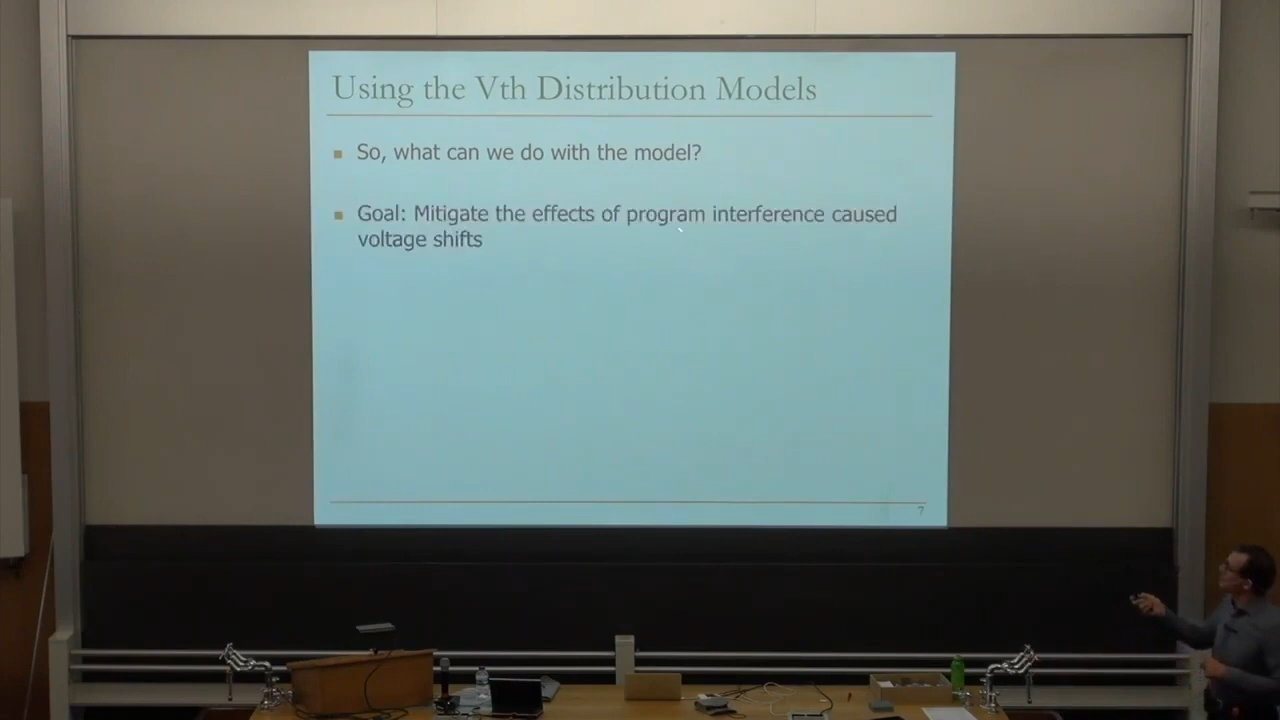 Using the Vth Distribution Models
So, what can we do with the model?
Goal: Mitigate the effects of program interference caused
voltage shifts
7